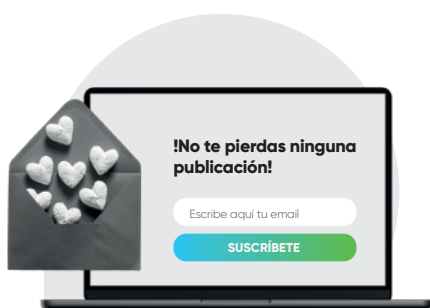 !No te pierdas ninguna
publicación!
Escribe aquí tu email
SUSCRÍBETE